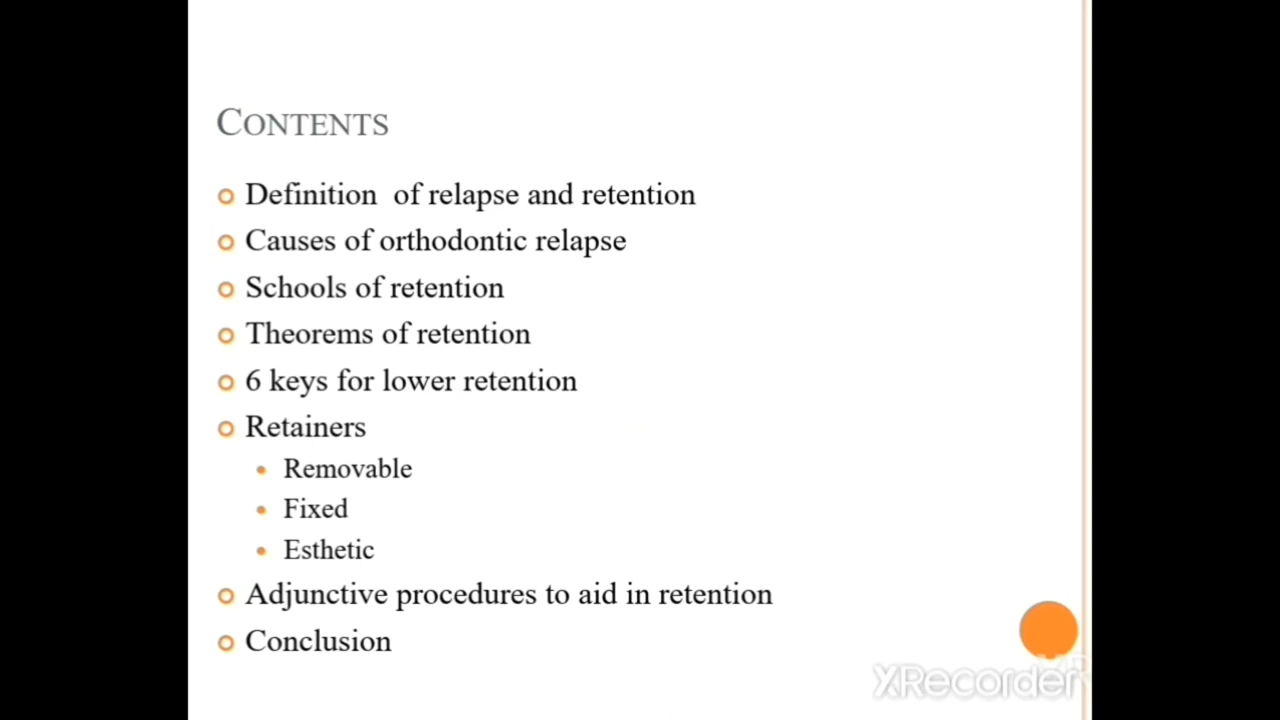 CONTENTS
Definition of relapse and retention
Causes of orthodontic relapse
Schools of retention
Theorems of retention
6 keys for lower retention
Retainers
Removable
Fixed
Esthetic
Adjunctive procedures to aid in retention
Conclusion
XRecorder